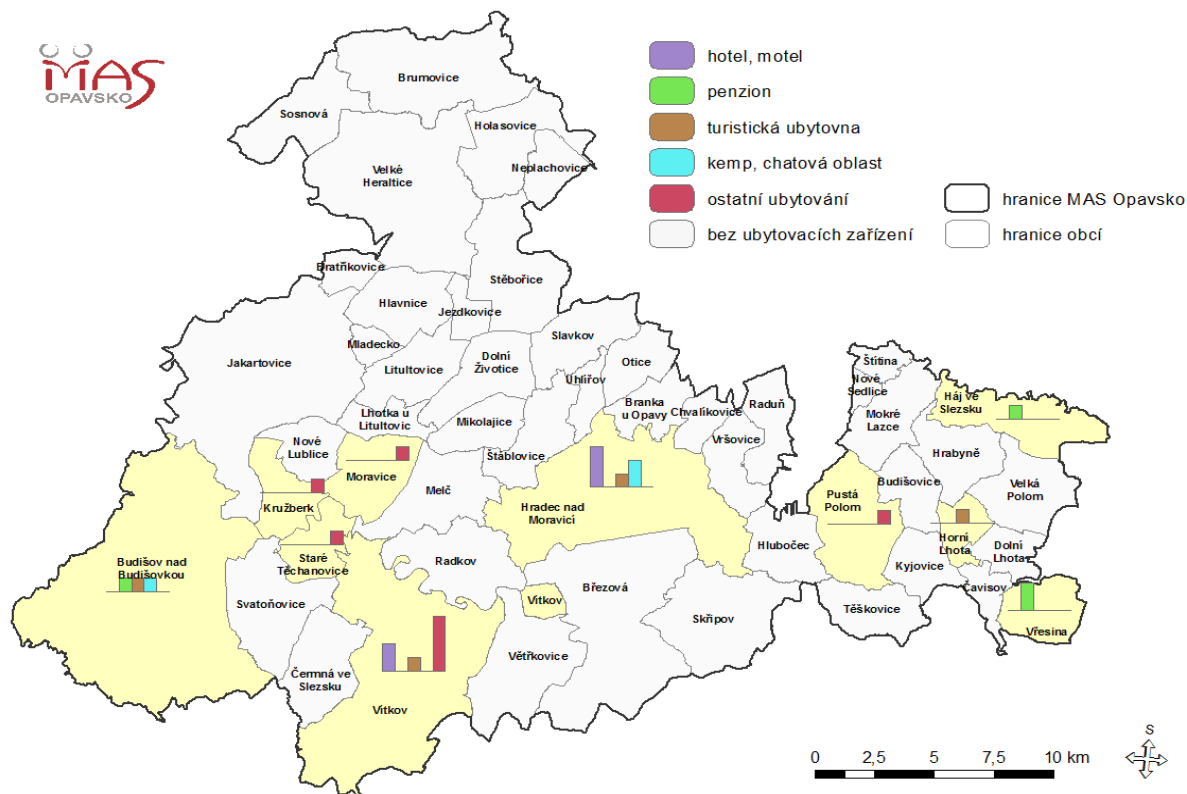 MAS
OPAVSKO
hotel, motel
penzion
turistická ubytovna
kemp, chatová oblast
ostatní ubytování
bez ubytovacích zařízení
hranice MAS Opavsko
hranice obcí
Brumovice
Sosnová
Holasovice
Neplachovice
Velké
Heraltice
Bratříkovice
Stěbořice
Hlavnice
Jezdkovice
Slavkov
Mladecko
Jakartovice
Litultovice
Dolní
Životice
Otice
Uhlířov
Štítina
Nové
Sedlice
Háj ve
Slezsku
Raduň
Branka
u Opavy
Chvalíkovice
Mokré
Lazce
Lhotka u
Litultovic
Mikolajice
Vršovice
Nové
Lublice
Štáblovice
Hrabyně
Moravice
Melč
Budišovice
Velká
Polom
Kružberk
Hradec nad
Moravicí
Pustá
Polom
Hlubočec
Horní
Lhota
Dolní
Lhota
Staré
Těchanovice
Radkov
Kyjovice
Budišov nad
Budišovkou
Březová
Čavisov
Svatoňovice
Vítkov
Těškovice
Skřipov
Vřesina
Větřkovice
Čermná ve
Slezsku
Vítkov
S
0 2,5 5 7,5 10 km